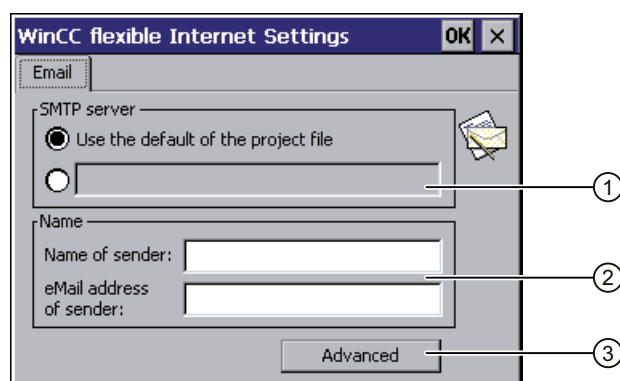 WinCC flexible Internet Settings OK ×
Email
SMTP server
Use the default of the project file
1
Name
Name of sender:
2
eMail address
of sender:
Advanced
3